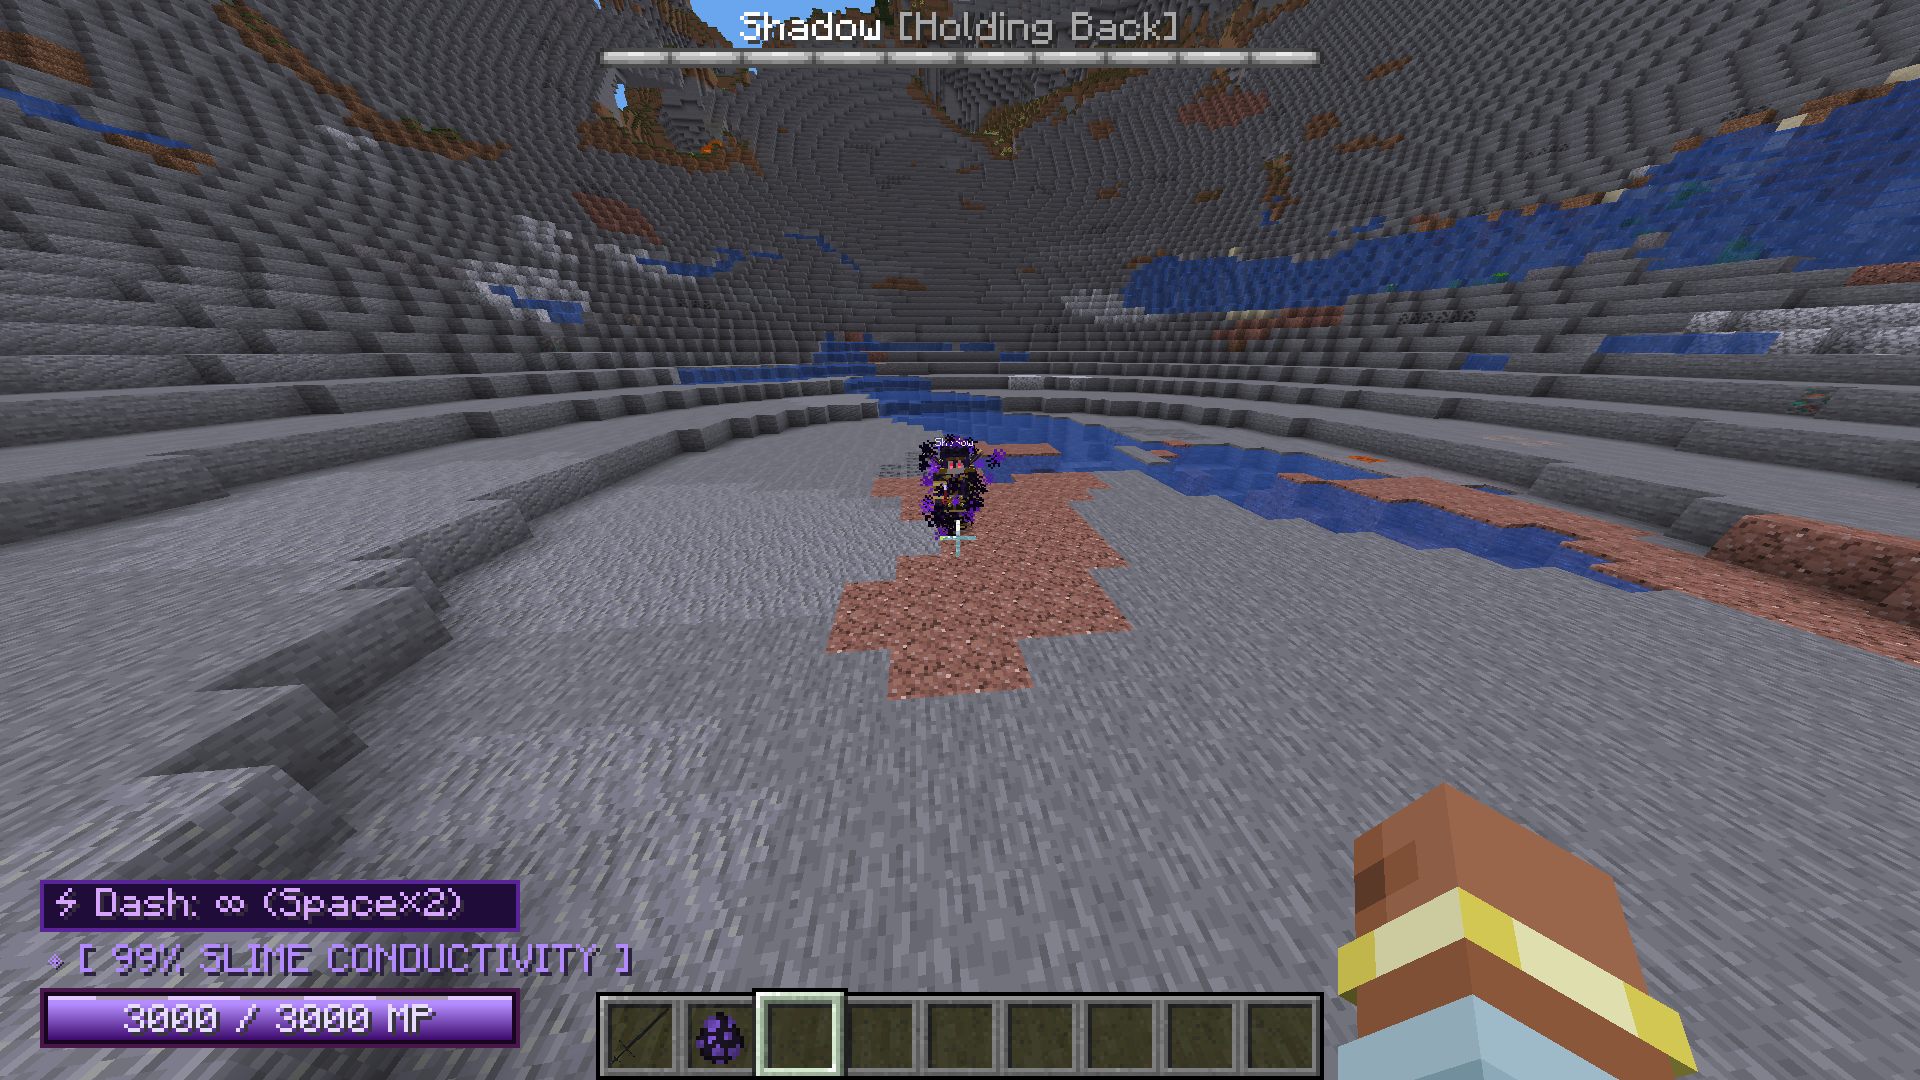 Shadow [Holding Back]
Shadow
Dash: ∞ (Space×2)
[ 99% SLIME CONDUCTIVITY ]
3000 / 3000 MP